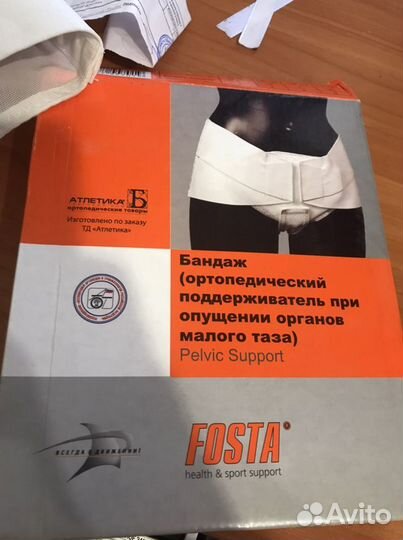 АТЛЕТИКА Б
ортопедические товары
Изготовлено по заказу
ТД «Атлетика»
Бандаж
(ортопедический
поддерживатель при
опущении органов
малого таза)
Pelvic Support
ВСЕГДА В ДВИЖЕНИИ!
FOSTA®
health & sport support
Avito